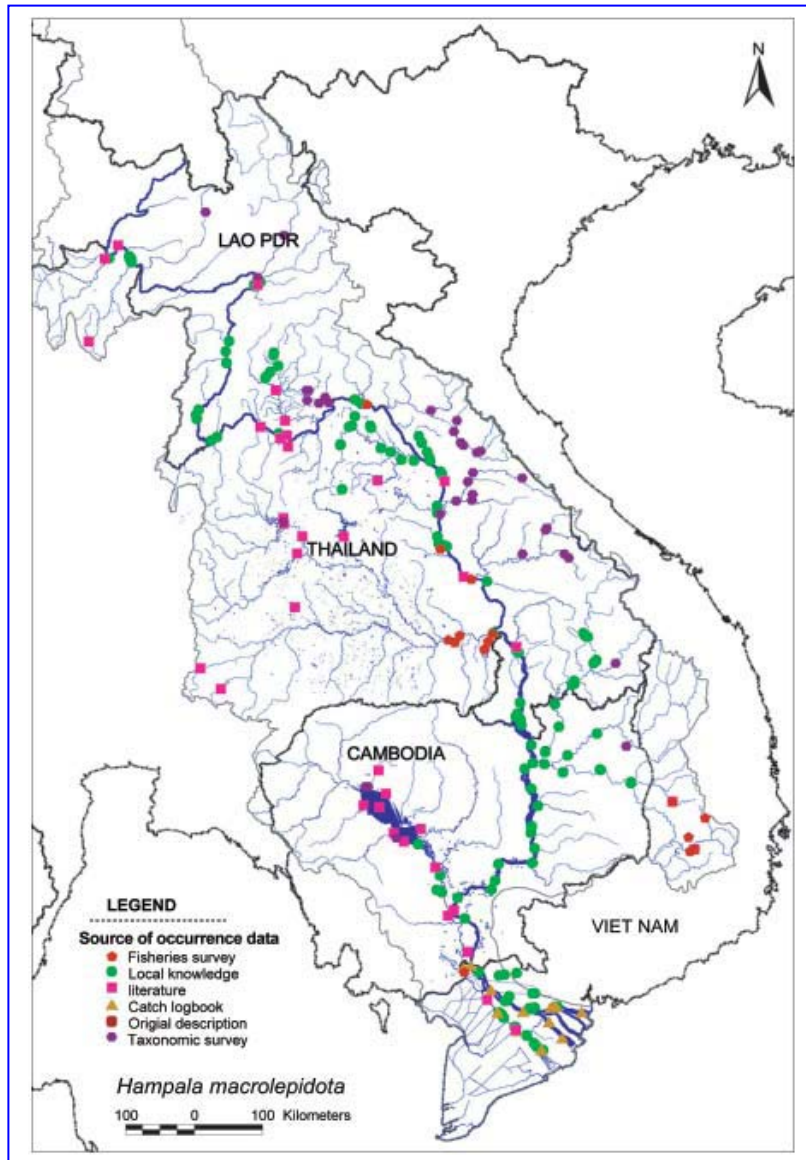 N
LAO PDR
THAILAND
CAMBODIA
VIET NAM
LEGEND
Source of occurrence data
Fisheries survey
Local knowledge
literature
Catch logbook
Origial description
Taxonomic survey
Hampala macrolepidota
100 0 100 Kilometers